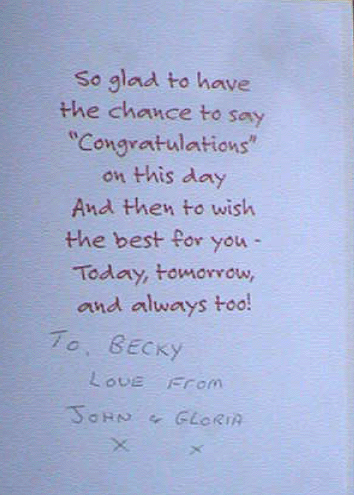 So glad to have
the chance to say
"Congratulations"
on this day
And then to wish
the best for you -
Today, tomorrow,
and always too!
To. BECKY
LOVE FROM
JOHN & GLORIA
X X